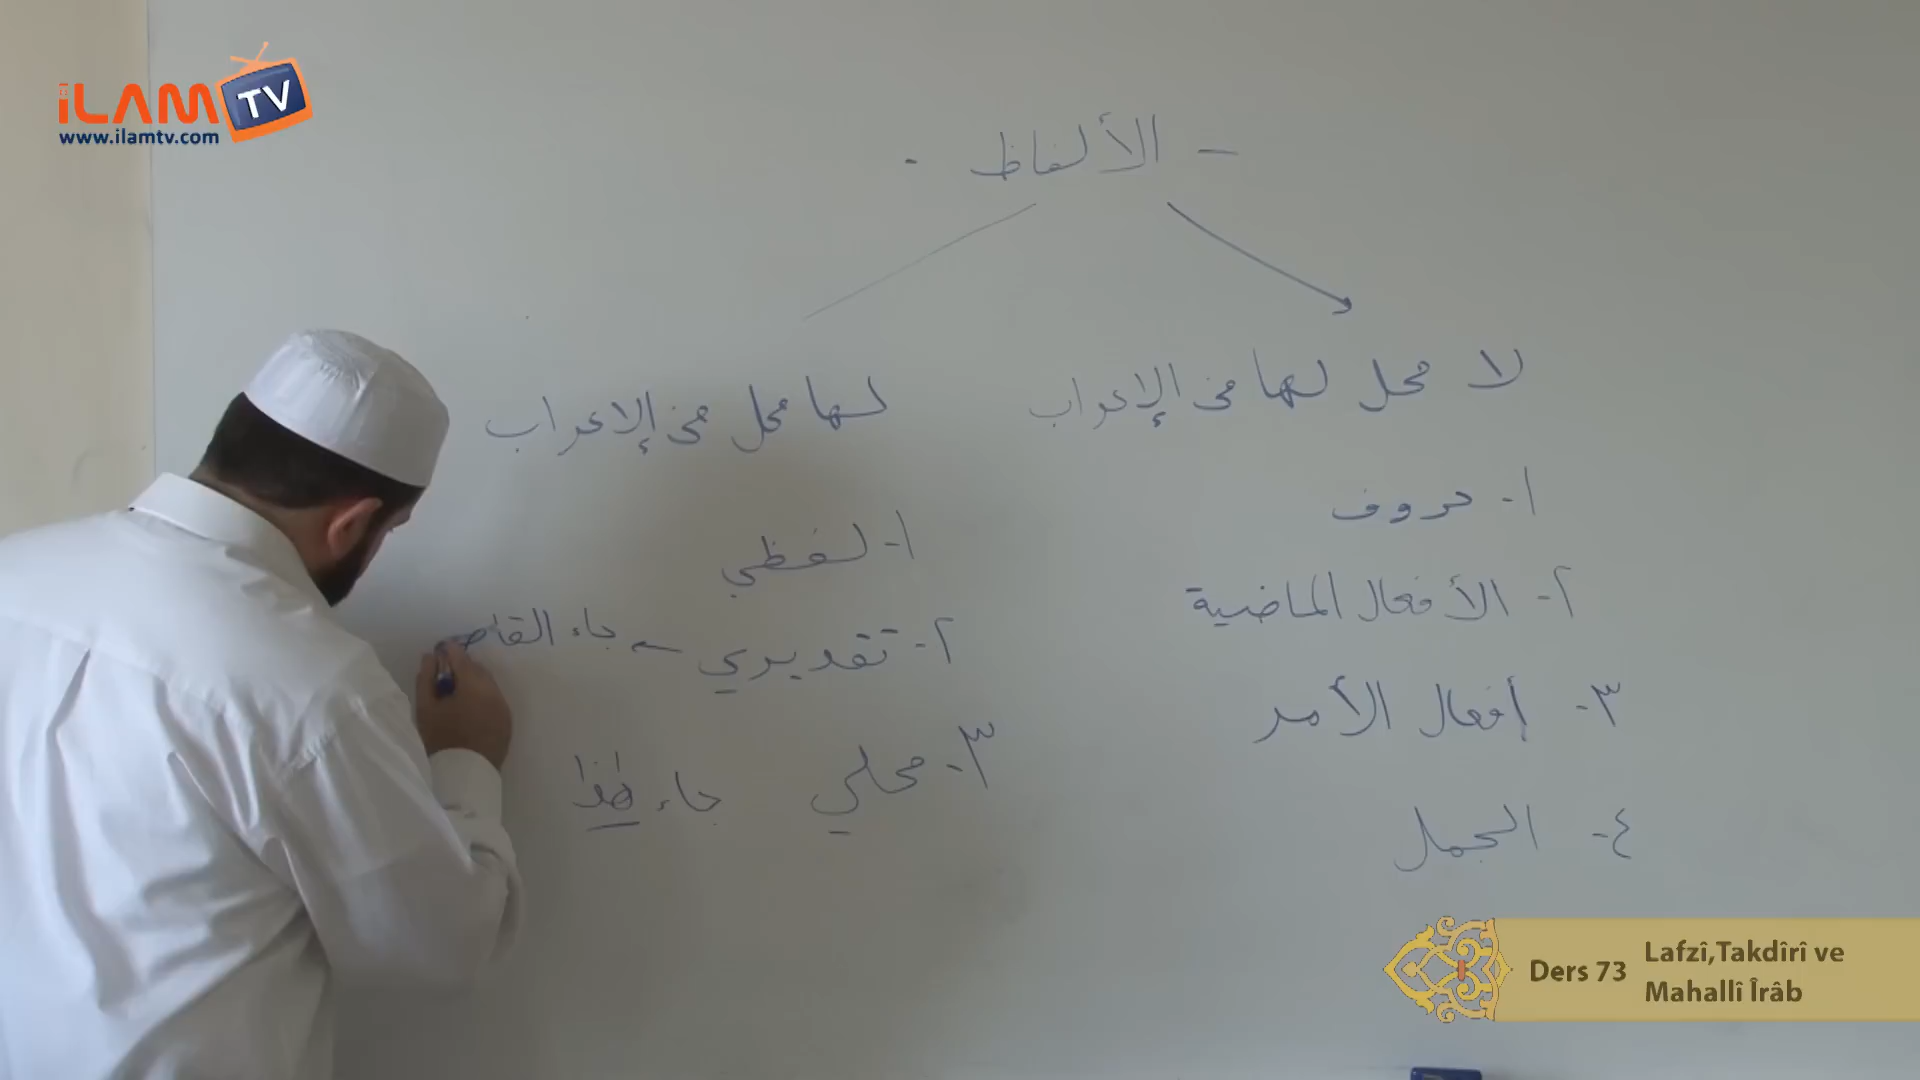 iLAM TV
www.ilamtv.com
- الألفاظ -
لا محل لها من الإعراب
١- حروف
٢- الأفعال الماضية
٣- أفعال الأمر
٤- الجمل
لها محل من الإعراب
١- لفظي
٢- تقديري ← جاء القاض
٣- محلي جاء هٰذا
Ders 73
Lafzî,Takdîrî ve
Mahallî Îrâb